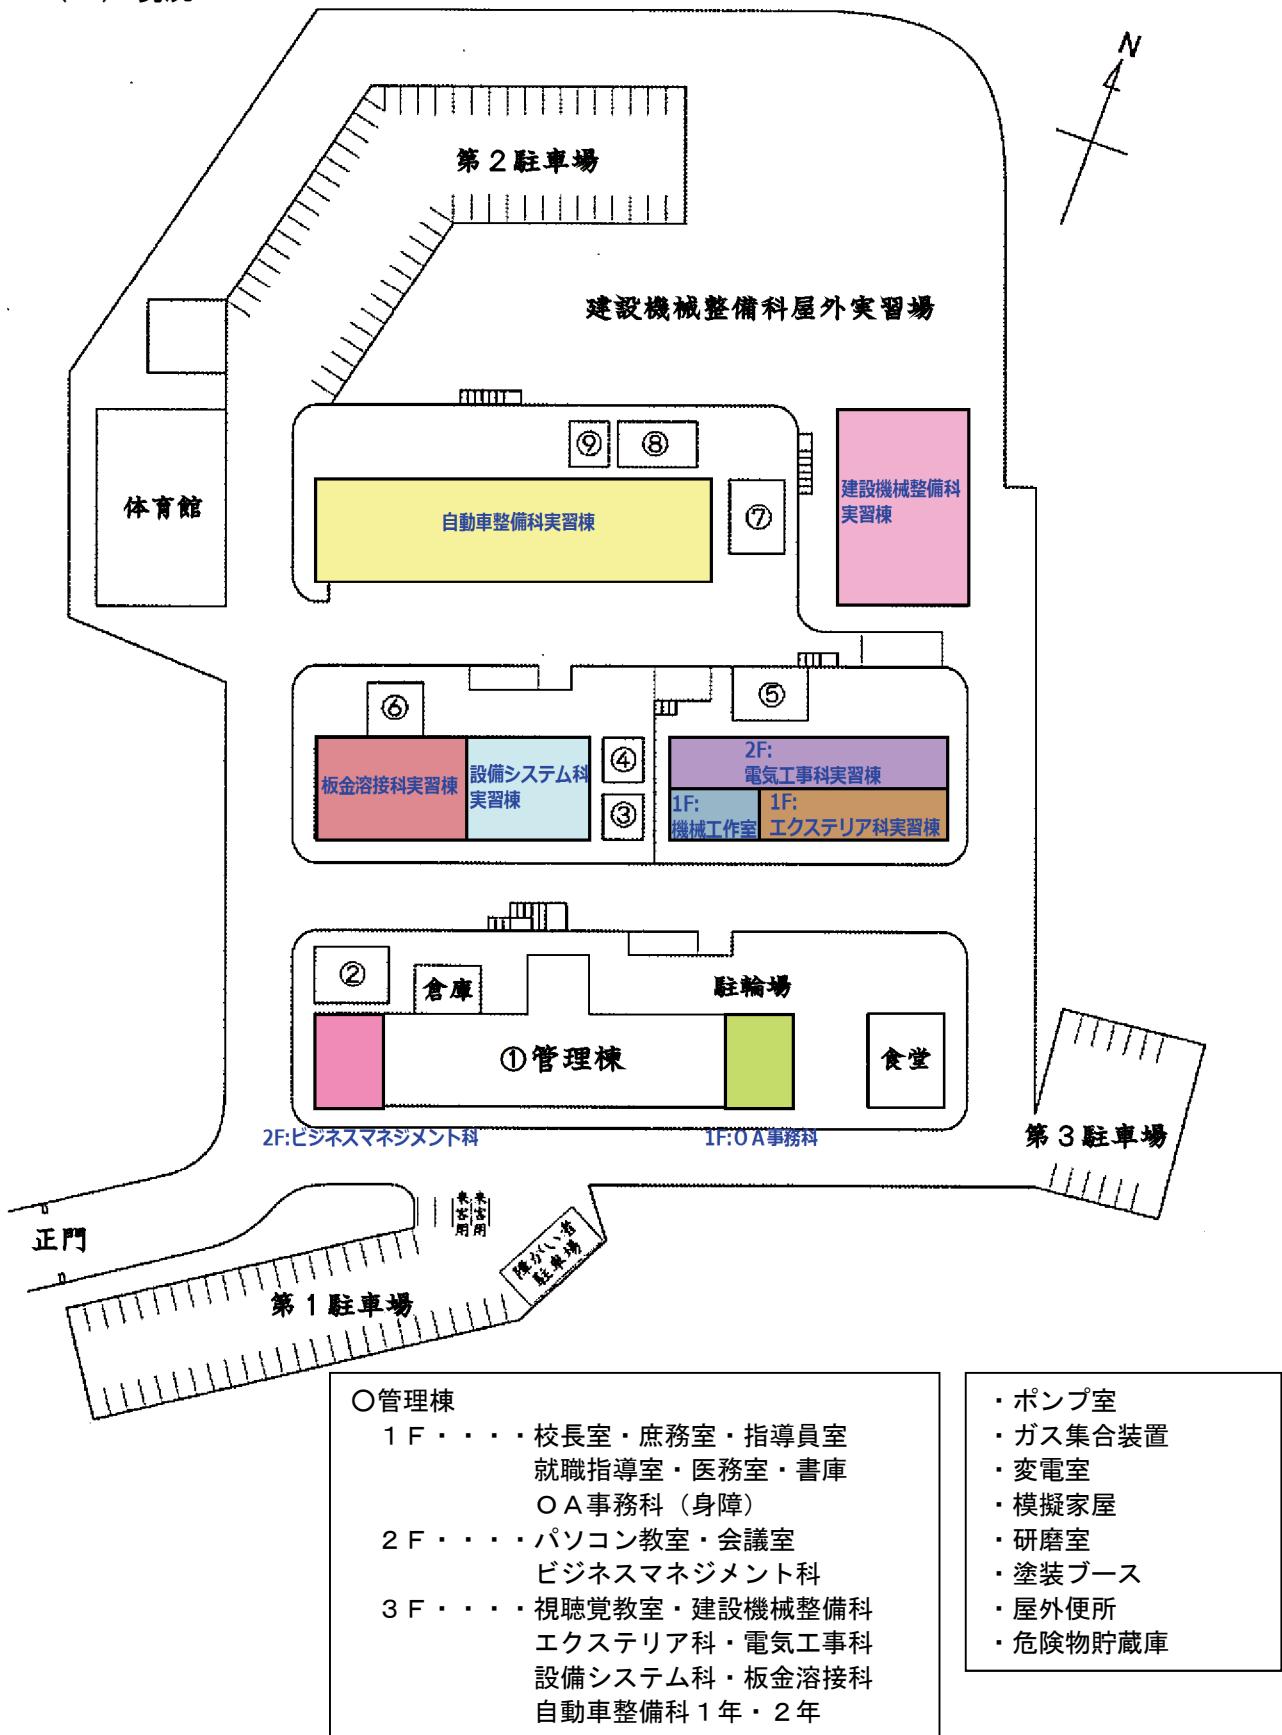 N
第2駐車場
建設機械整備科屋外実習場
⑨
⑧
体育館
自動車整備科実習棟
⑦
建設機械整備科
実習棟
⑥
⑤
板金溶接科実習棟
設備システム科
実習棟
④
③
2F:
電気工事科実習棟
1F:
機械工作室
1F:
エクステリア科実習棟
②
倉庫
駐輪場
①管理棟
食堂
2F:ビジネスマネジメント科
1F:OA事務科
第3駐車場
来客用
来客用
正門
障がい者
駐車場
第1駐車場
○管理棟
1F・・・・校長室・庶務室・指導員室
就職指導室・医務室・書庫
OA事務科(身障)
2F・・・・パソコン教室・会議室
ビジネスマネジメント科
3F・・・・視聴覚教室・建設機械整備科
エクステリア科・電気工事科
設備システム科・板金溶接科
自動車整備科1年・2年
・ポンプ室
・ガス集合装置
・変電室
・模擬家屋
・研磨室
・塗装ブース
・屋外便所
・危険物貯蔵庫